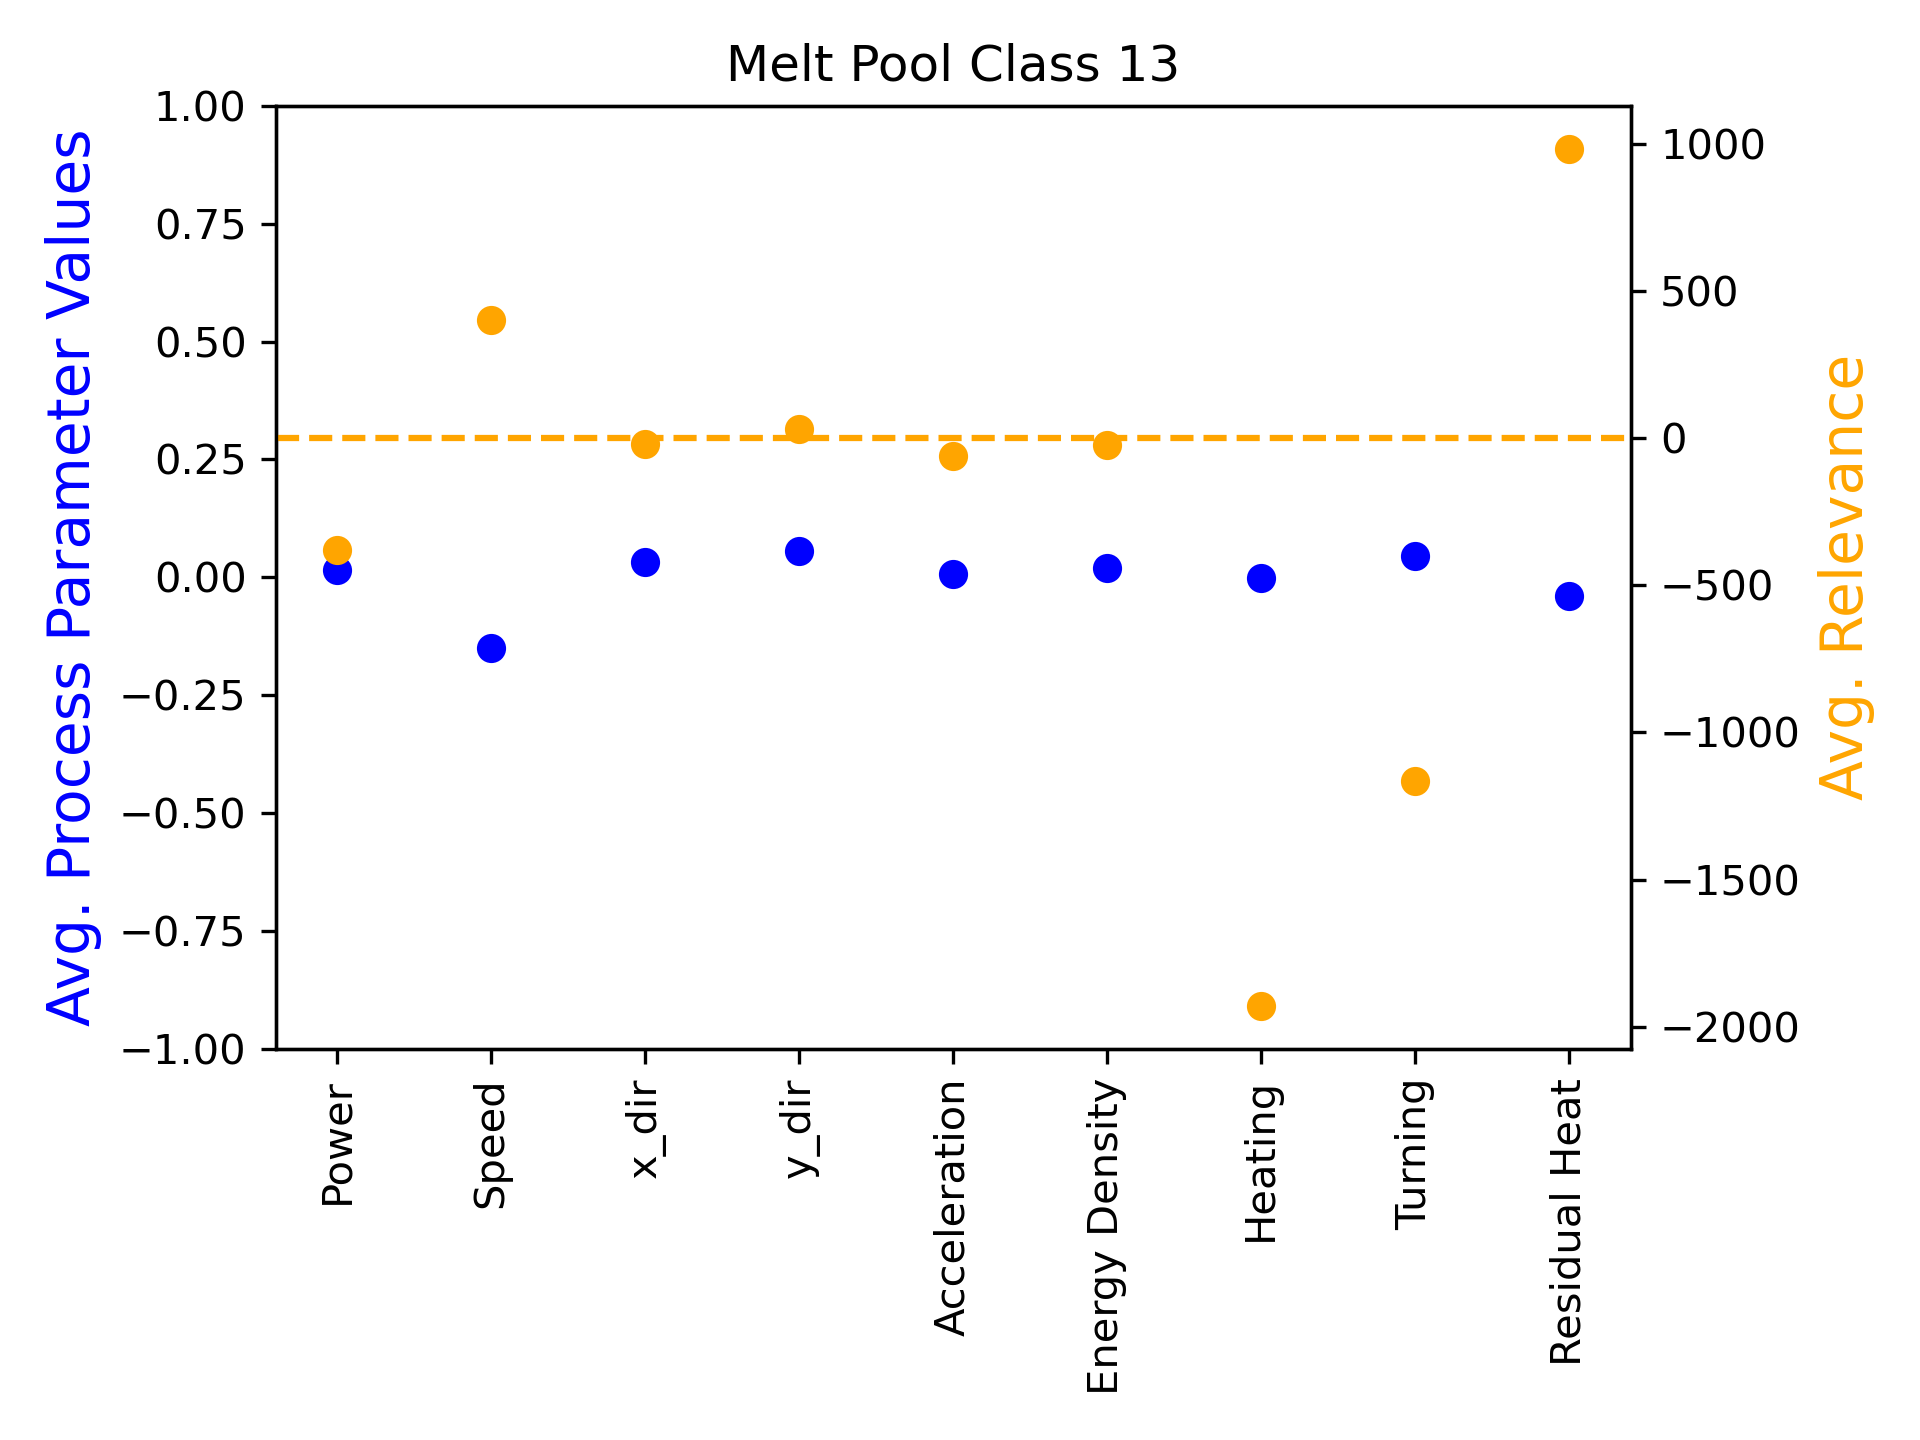 Melt Pool Class 13
Avg. Process Parameter Values
1.00
0.75
0.50
0.25
0.00
−0.25
−0.50
−0.75
−1.00
1000
500
0
−500
−1000
−1500
−2000
Avg. Relevance
Power
Speed
x_dir
y_dir
Acceleration
Energy Density
Heating
Turning
Residual Heat